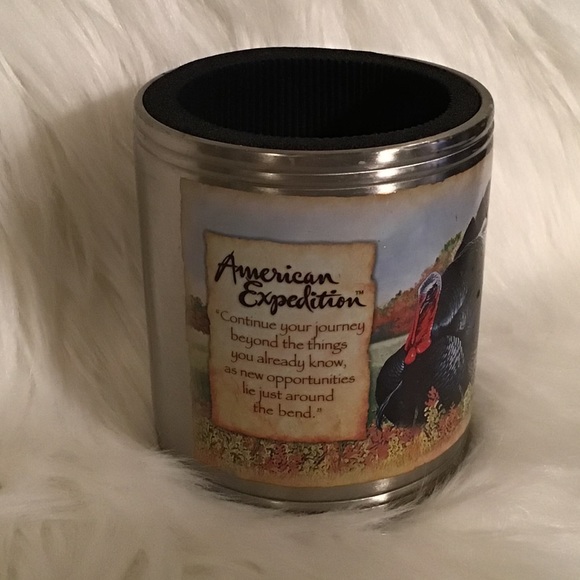 American
Expedition™
"Continue your journey
beyond the things
you already know,
as new opportunities
lie just around
the bend."